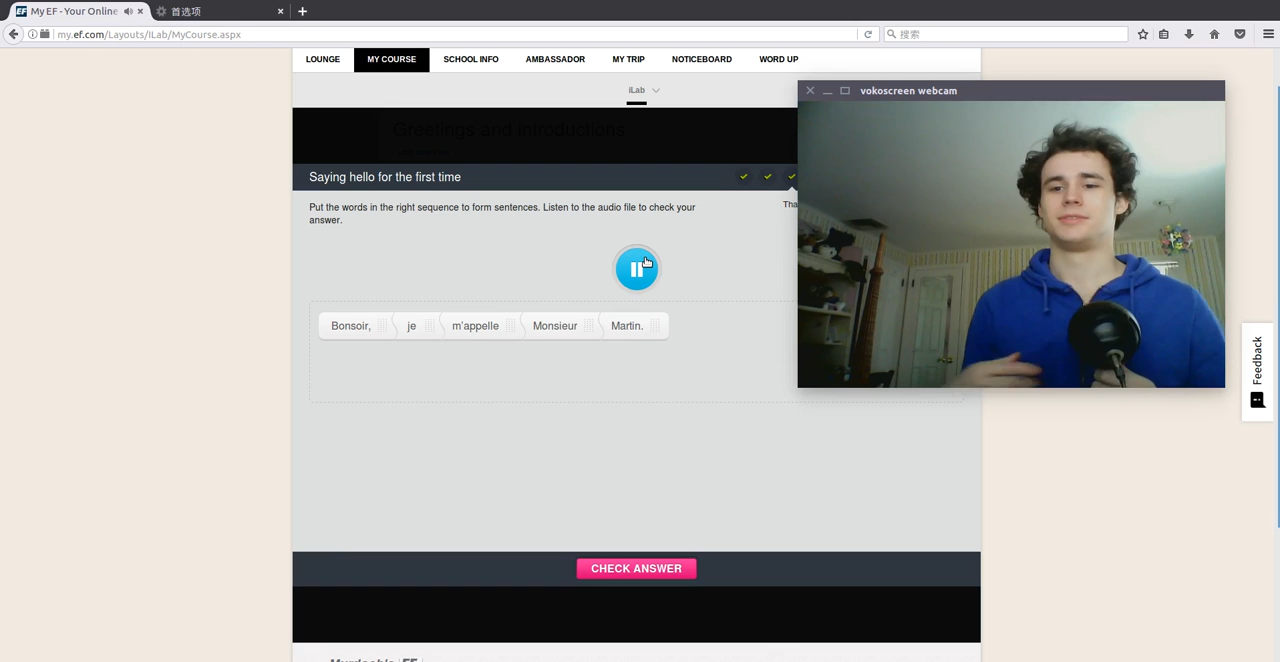 My EF - Your Online
首选项
my.ef.com/Layouts/ILab/MyCourse.aspx
搜索
LOUNGE
MY COURSE
SCHOOL INFO
AMBASSADOR
MY TRIP
NOTICEBOARD
WORD UP
iLab
vokoscreen webcam
Greetings and introductions
Saying hello for the first time
Put the words in the right sequence to form sentences. Listen to the audio file to check your
answer.
Tha
Bonsoir,
je
m'appelle
Monsieur
Martin.
Feedback
CHECK ANSWER